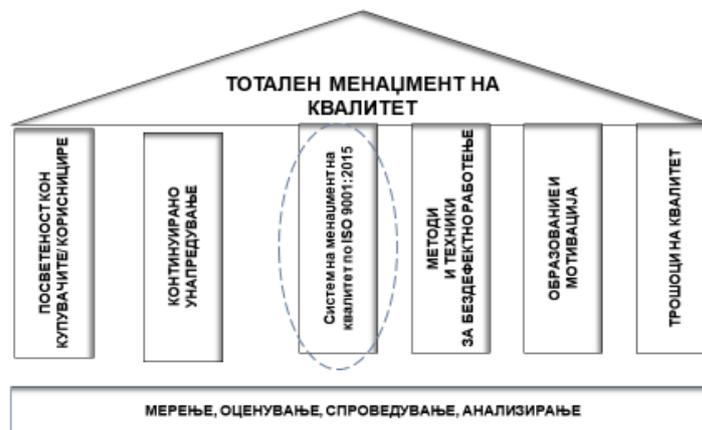 ТОТАЛЕН МЕНАЏМЕНТ НА
КВАЛИТЕТ
ПОСВЕТЕНОСТ КОН
КУПУВАЧИТЕ/ КОРИСНИЦИРЕ
КОНТИНУИРАНО
УНАПРЕДУВАЊЕ
Систем на менаџмент на
квалитет по ISO 9001:2015
МЕТОДИ
И ТЕХНИКИ
ЗА БЕЗДЕФЕКТНО РАБОТЕЊЕ
ОБРАЗОВАНИЕ И
МОТИВАЦИЈА
ТРОШОЦИ НА КВАЛИТЕТ
МЕРЕЊЕ, ОЦЕНУВАЊЕ, СПРОВЕДУВАЊЕ, АНАЛИЗИРАЊЕ